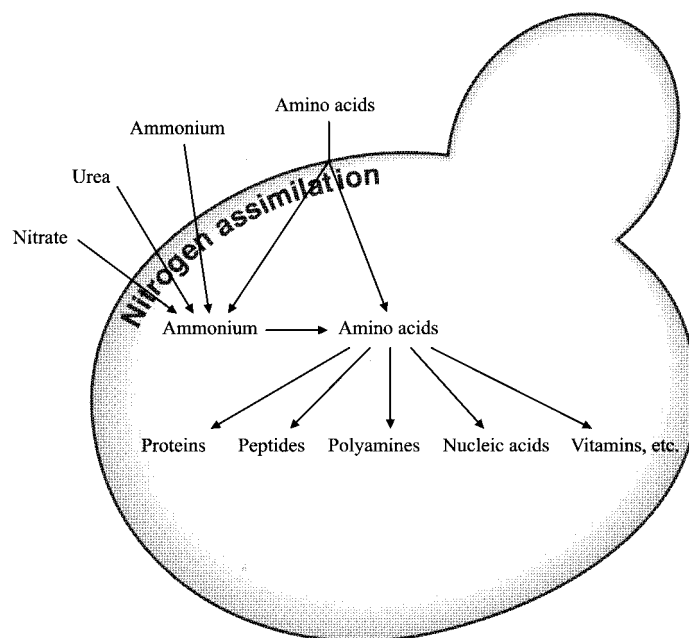 Amino acids
Ammonium
Urea
Nitrate
Nitrogen assimilation
Ammonium
Amino acids
Proteins
Peptides
Polyamines
Nucleic acids
Vitamins, etc.